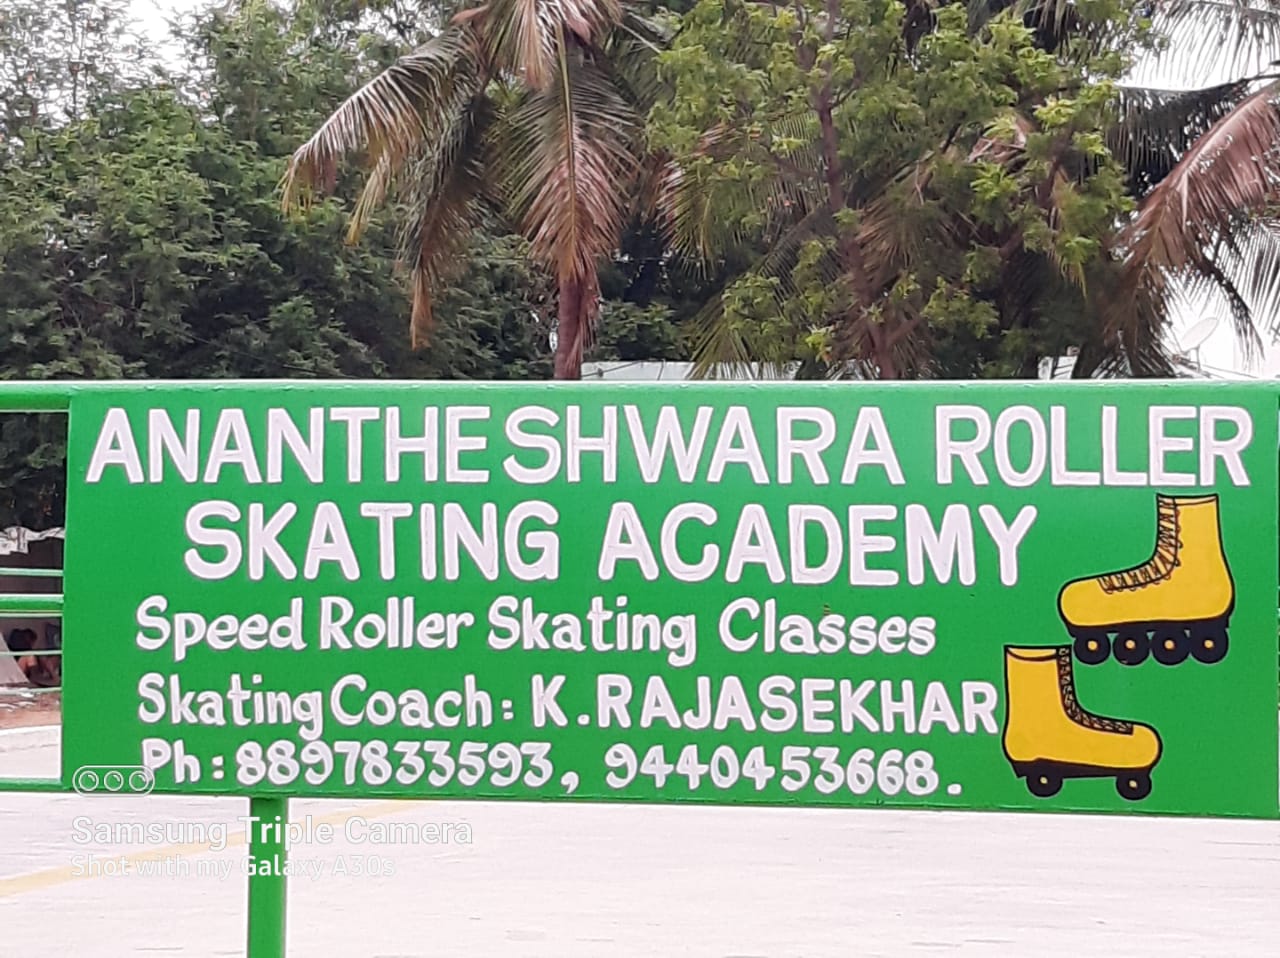 ANANTHESHWARA ROLLER
SKATING ACADEMY
Speed Roller Skating Classes
Skating Coach: K.RAJASEKHAR
Ph: 8897833593, 9440453668.
Samsung Triple Camera
Shot with my Galaxy A30s